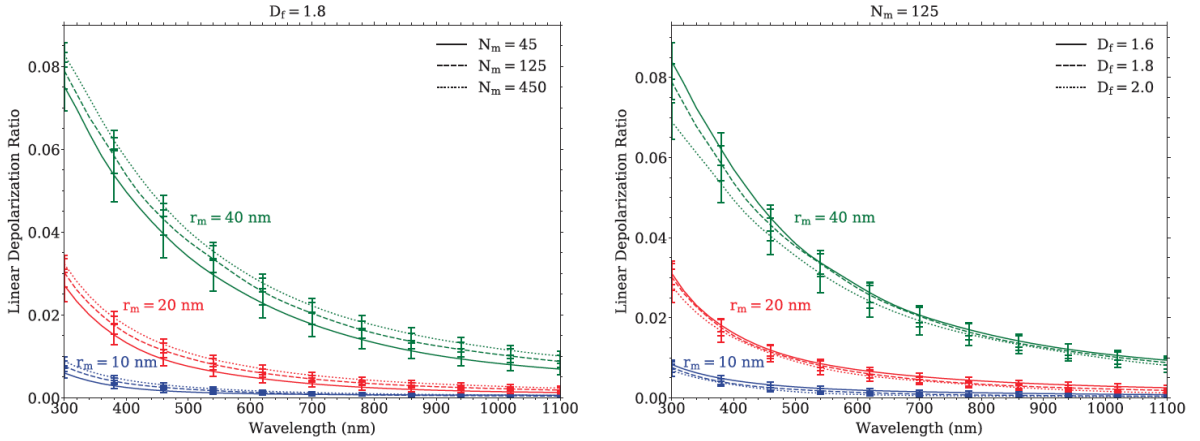 D_f = 1.8
N_m = 45
N_m = 125
N_m = 450
r_m = 40 nm
r_m = 20 nm
r_m = 10 nm
Linear Depolarization Ratio
0.08
0.06
0.04
0.02
0.00
300 400 500 600 700 800 900 1000 1100
Wavelength (nm)
N_m = 125
D_f = 1.6
D_f = 1.8
D_f = 2.0
r_m = 40 nm
r_m = 20 nm
r_m = 10 nm
Linear Depolarization Ratio
0.08
0.06
0.04
0.02
0.00
300 400 500 600 700 800 900 1000 1100
Wavelength (nm)